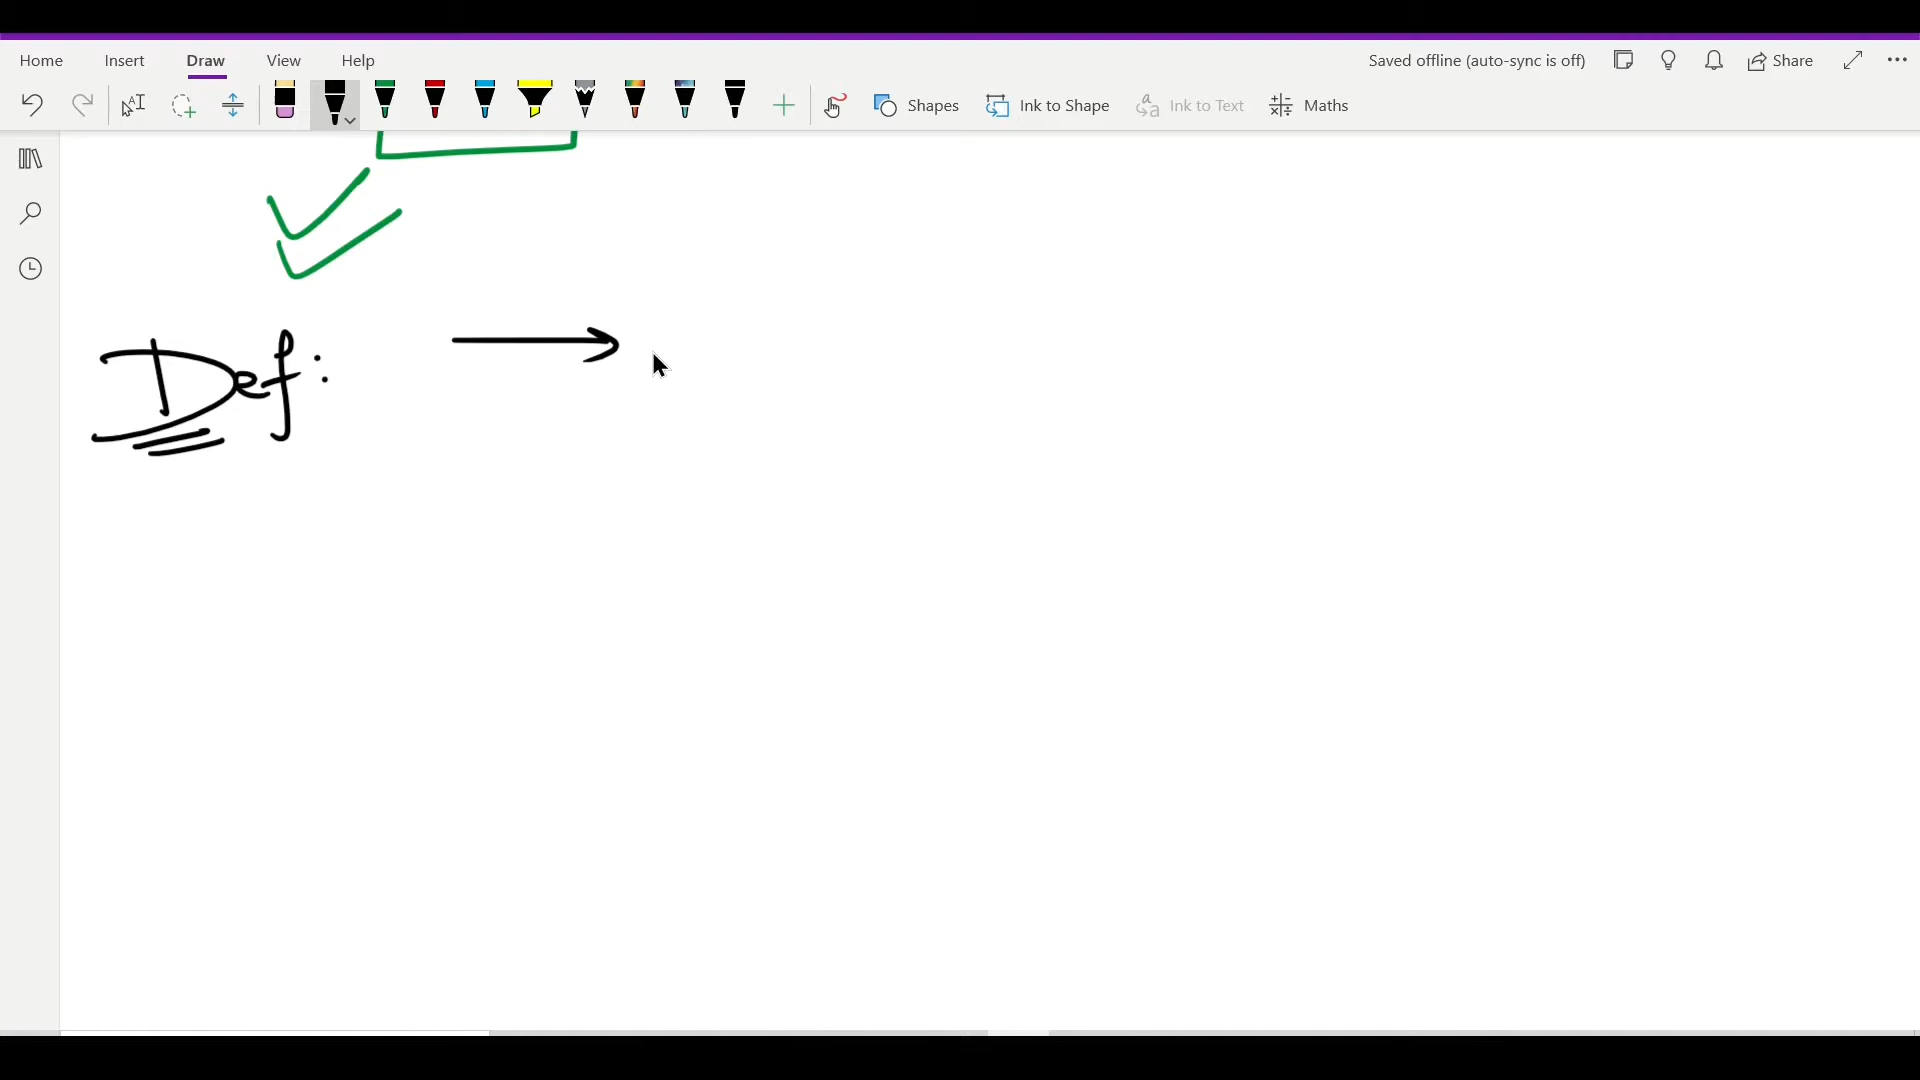 Home Insert Draw View Help Saved offline (auto-sync is off) Share
Shapes Ink to Shape Ink to Text Maths
Def: